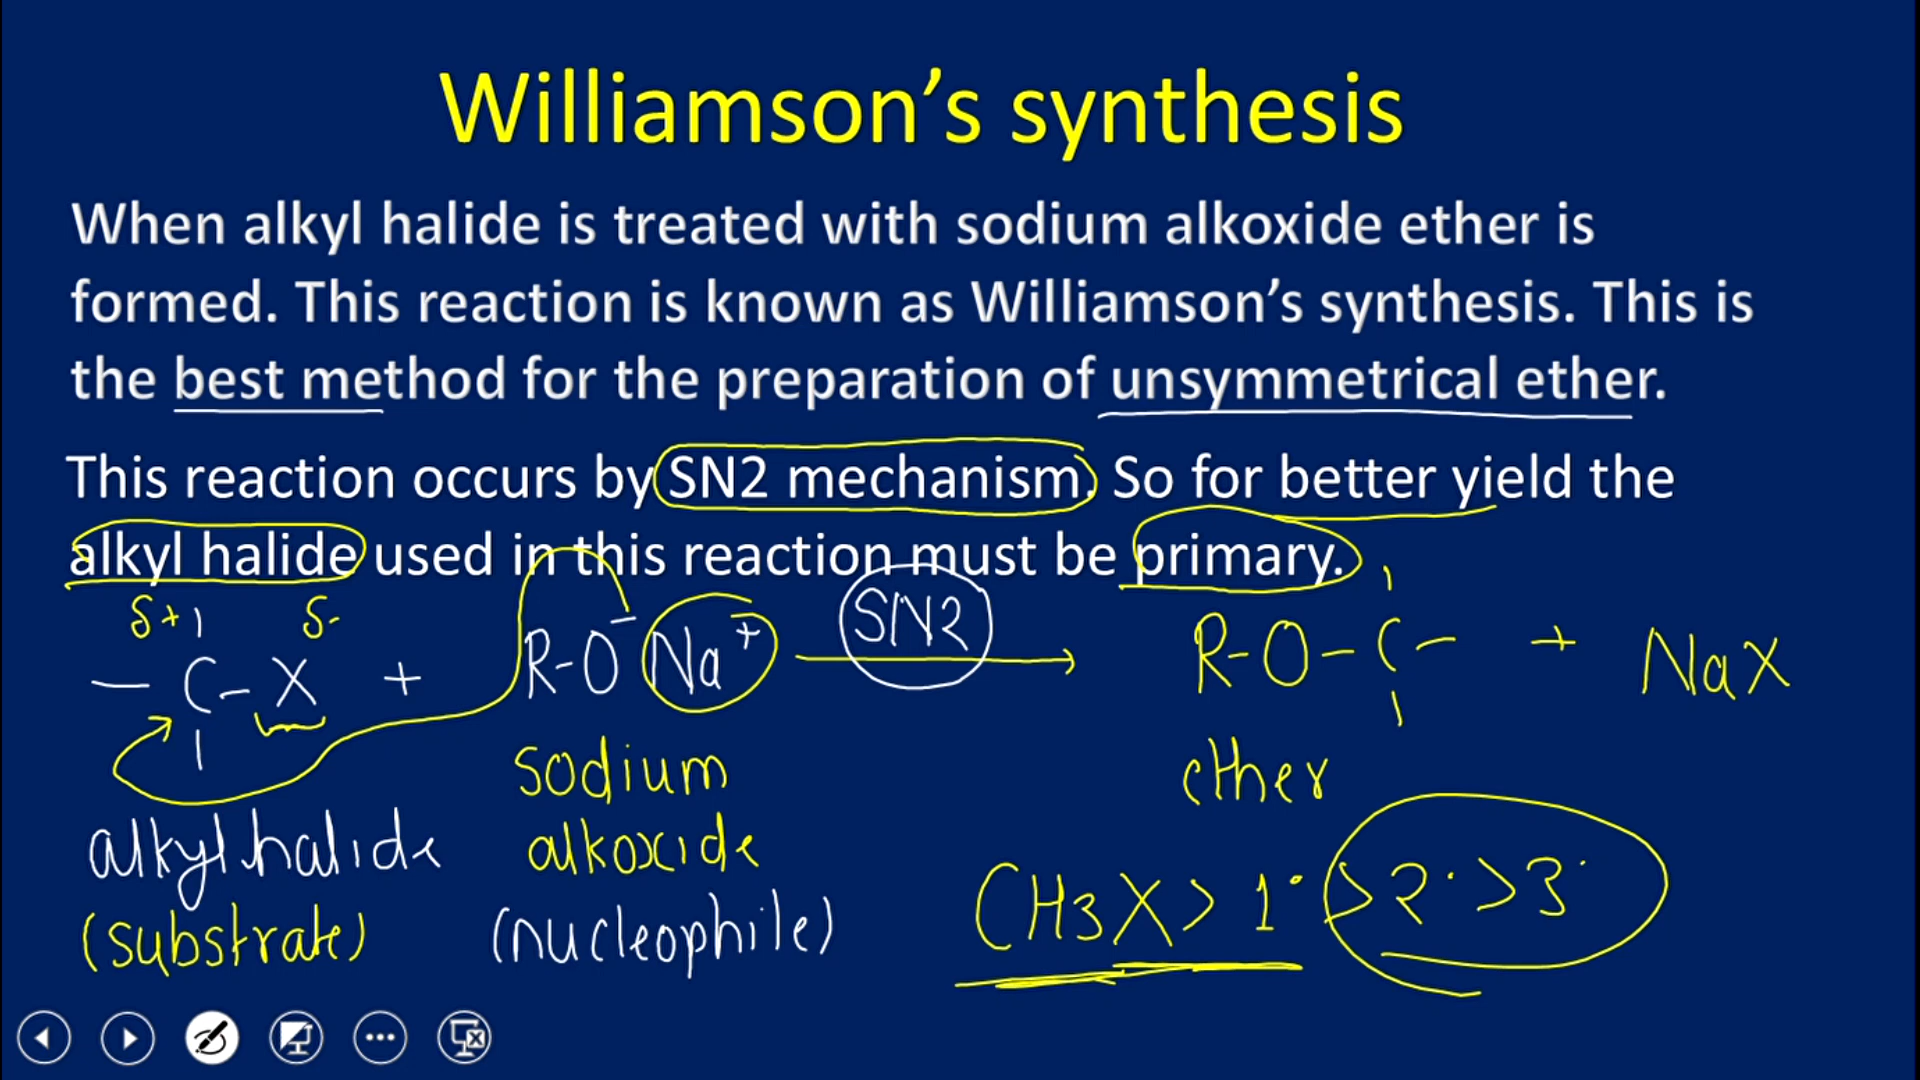 Williamson’s synthesis
When alkyl halide is treated with sodium alkoxide ether is
formed. This reaction is known as Williamson’s synthesis. This is
the best method for the preparation of unsymmetrical ether.
This reaction occurs by SN2 mechanism. So for better yield the
alkyl halide used in this reaction must be primary.
δ+ δ-
– C – X + R-O⁻ Na⁺ SN2 → R-O-C- + NaX
alkyl halide sodium alkoxide ether
(substrate) (nucleophile)
CH3X > 1° > 2° > 3°